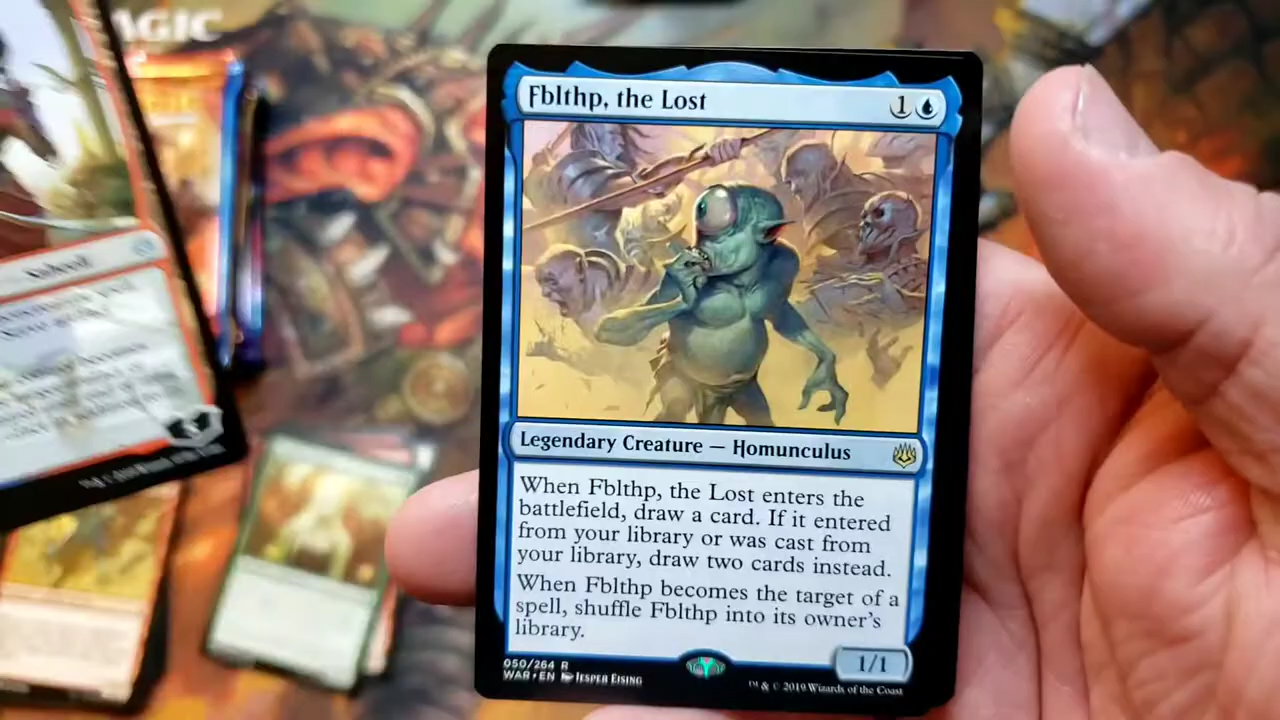 AGIC
Fblthp, the Lost 1
Legendary Creature — Homunculus
When Fblthp, the Lost enters the
battlefield, draw a card. If it entered
from your library or was cast from
your library, draw two cards instead.
When Fblthp becomes the target of a
spell, shuffle Fblthp into its owner's
library.
1/1
050/264 R
WAR • EN Jesper Eising
™ & © 2019 Wizards of the Coast